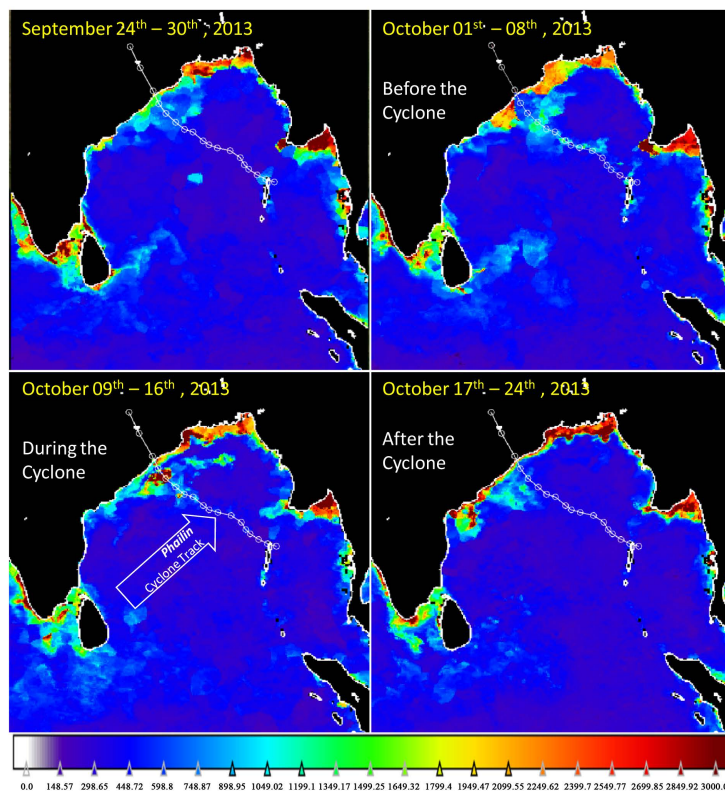 September 24th – 30th , 2013
October 01st – 08th , 2013
Before the
Cyclone
October 09th – 16th , 2013
During the
Cyclone
Phailin
Cyclone Track
October 17th – 24th , 2013
After the
Cyclone
0.0 148.57 298.65 448.72 598.8 748.87 898.95 1049.02 1199.1 1349.17 1499.25 1649.32 1799.4 1949.47 2099.55 2249.62 2399.7 2549.77 2699.85 2849.92 3000